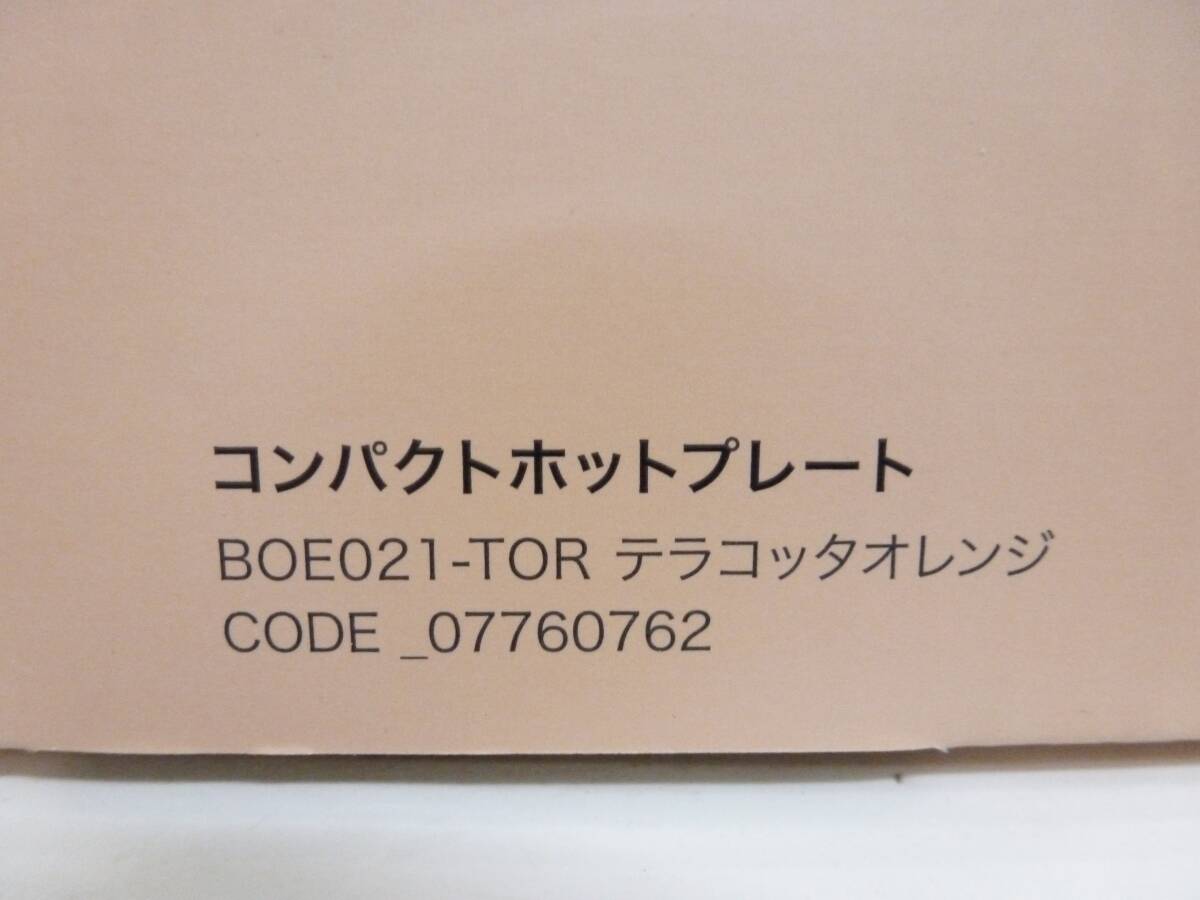 コンパクトホットプレート
BOE021-TOR テラコッタオレンジ
CODE _07760762